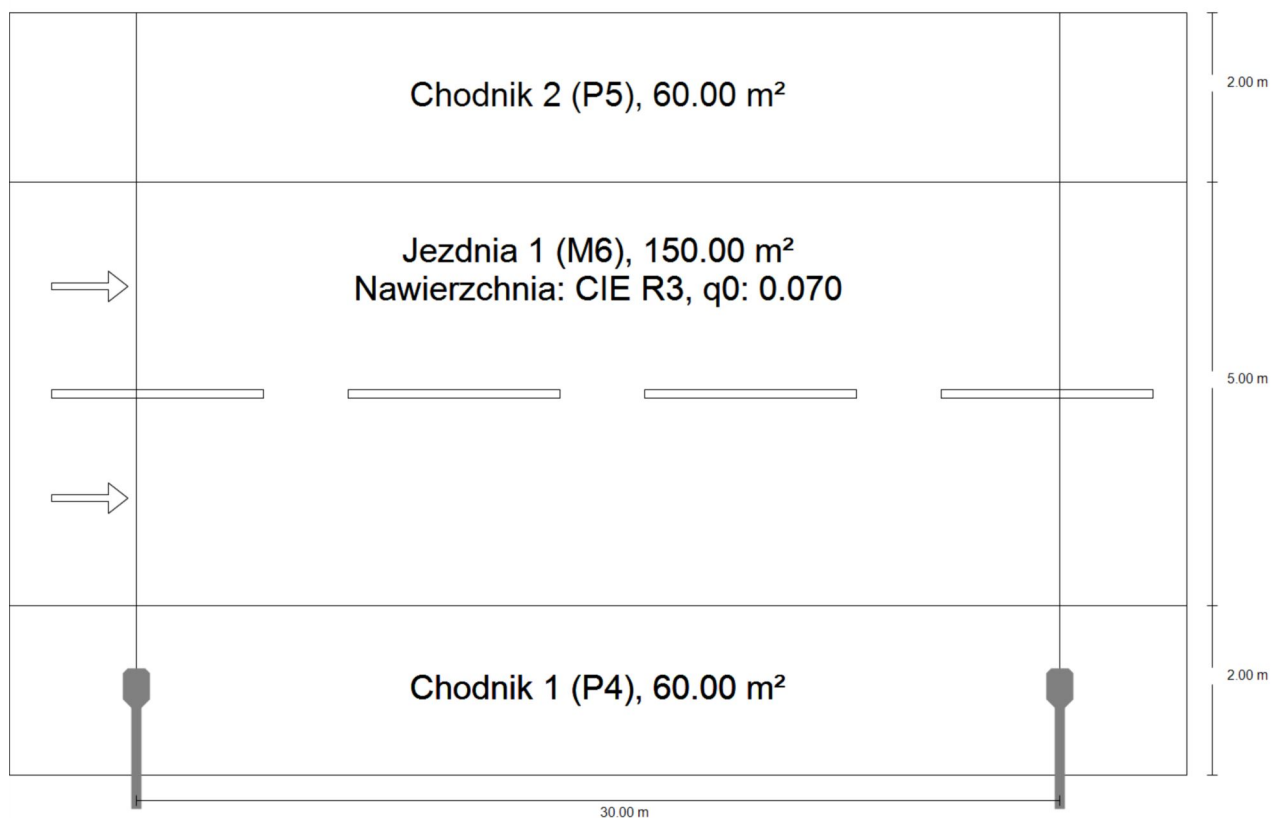 Chodnik 2 (P5), 60.00 m²
2.00 m
Jezdnia 1 (M6), 150.00 m²
Nawierzchnia: CIE R3, q0: 0.070
5.00 m
Chodnik 1 (P4), 60.00 m²
2.00 m
30.00 m